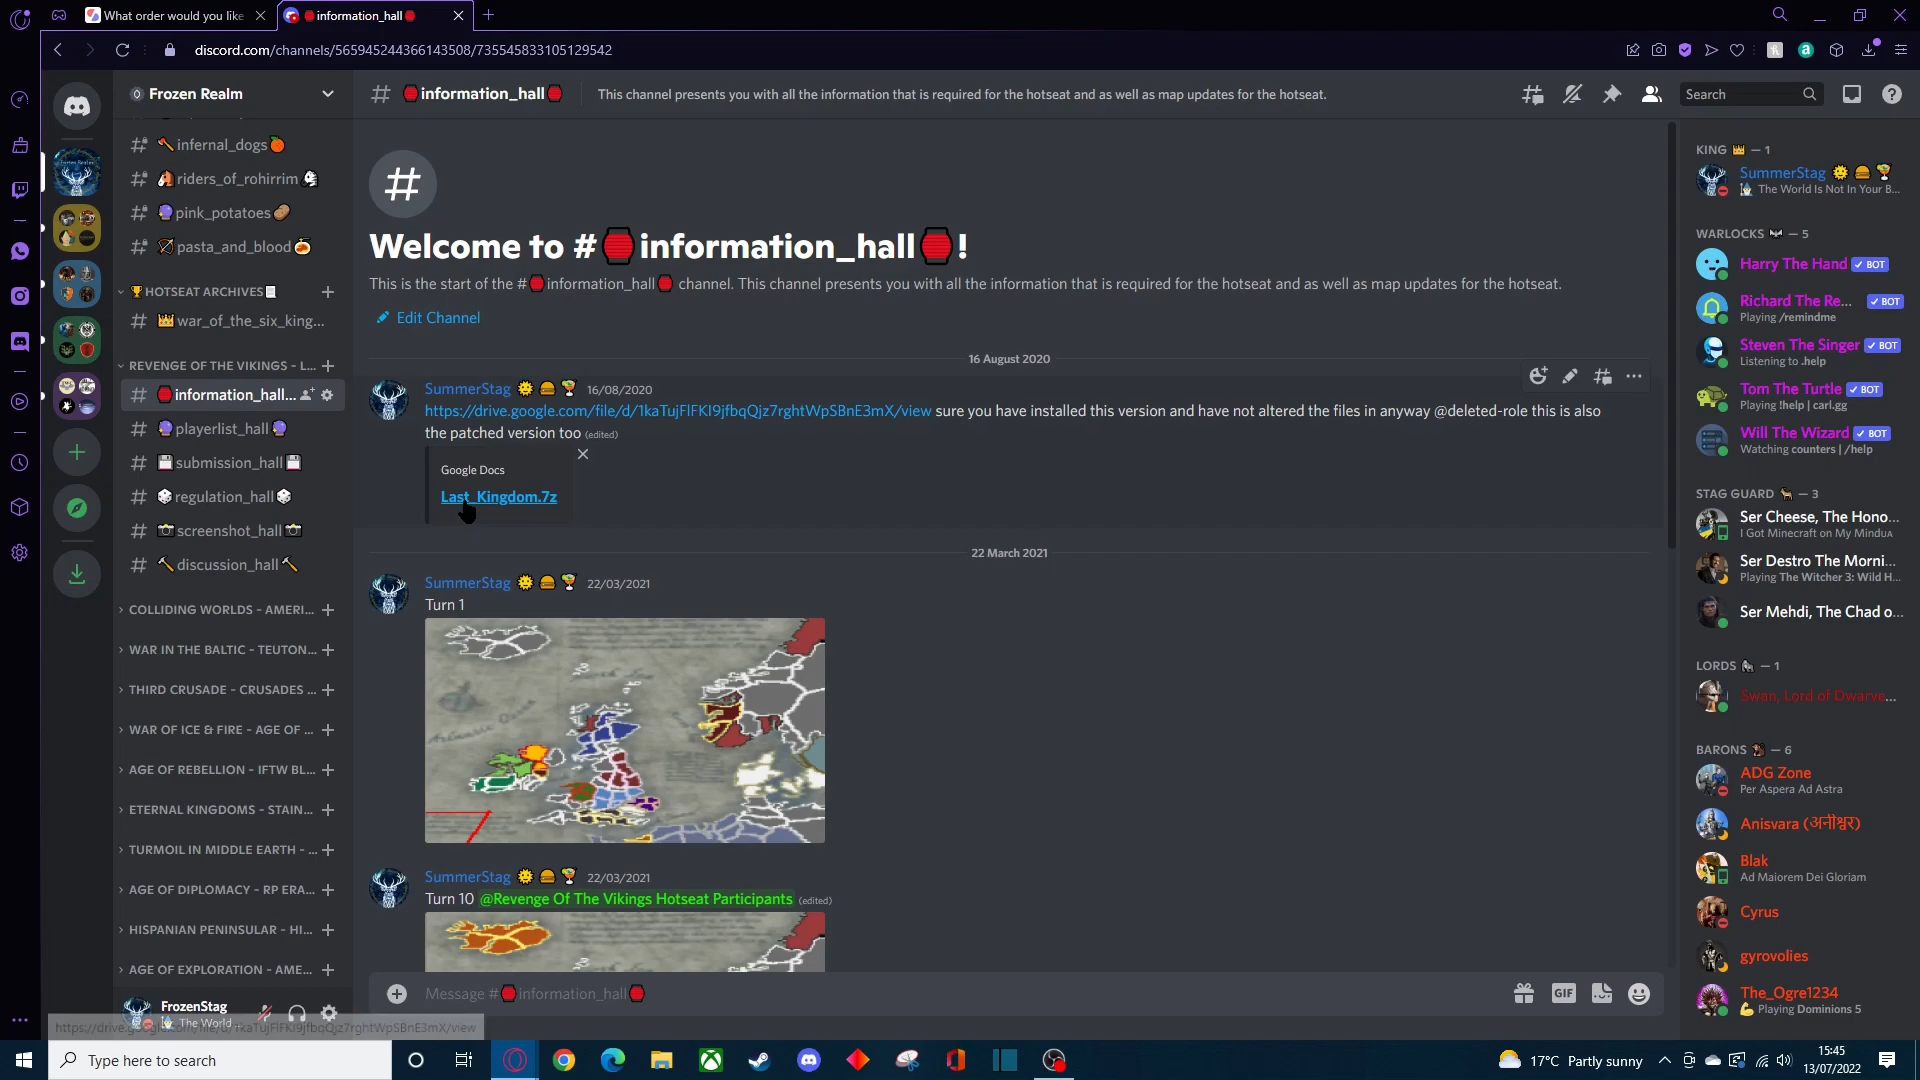 What order would you like
information_hall
discord.com/channels/565945244366143508/735545833105129542
Frozen Realm
# information_hall
This channel presents you with all the information that is required for the hotseat and as well as map updates for the hotseat.
Search
infernal_dogs
riders_of_rohirrim
pink_potatoes
pasta_and_blood
HOTSEAT ARCHIVES
war_of_the_six_king...
REVENGE OF THE VIKINGS - L...
information_hall...
playerlist_hall
submission_hall
regulation_hall
screenshot_hall
discussion_hall
COLLIDING WORLDS - AMERI...
WAR IN THE BALTIC - TEUTON...
THIRD CRUSADE - CRUSADES ...
WAR OF ICE & FIRE - AGE OF ...
AGE OF REBELLION - IFTW BL...
ETERNAL KINGDOMS - STAIN...
TURMOIL IN MIDDLE EARTH - ...
AGE OF DIPLOMACY - RP ERA...
HISPANIAN PENINSULAR - HI...
AGE OF EXPLORATION - AME...
FrozenStag
The World...
https://drive.google.com/file/d/1kaTujFlFKI9jfbqQjz7rghtWpSBnE3mX/view
Welcome to # information_hall !
This is the start of the # information_hall channel. This channel presents you with all the information that is required for the hotseat and as well as map updates for the hotseat.
Edit Channel
16 August 2020
SummerStag 16/08/2020
https://drive.google.com/file/d/1kaTujFlFKI9jfbqQjz7rghtWpSBnE3mX/view sure you have installed this version and have not altered the files in anyway @deleted-role this is also
the patched version too (edited)
Google Docs
Last_Kingdom.7z
22 March 2021
SummerStag 22/03/2021
Turn 1
SummerStag 22/03/2021
Turn 10 @Revenge Of The Vikings Hotseat Participants (edited)
Message # information_hall
GIF
KING — 1
SummerStag
The World Is Not In Your B...
WARLOCKS — 5
Harry The Hand ✓ BOT
Richard The Re... ✓ BOT
Playing /remindme
Steven The Singer ✓ BOT
Listening to .help
Tom The Turtle ✓ BOT
Playing !help | carl.gg
Will The Wizard ✓ BOT
Watching counters | /help
STAG GUARD — 3
Ser Cheese, The Hono...
I Got Minecraft on My Mind
Ser Destro The Morni...
Playing The Witcher 3: Wild H...
Ser Mehdi, The Chad o...
LORDS — 1
Swan, Lord of Dwarve...
BARONS — 6
ADG Zone
Per Aspera Ad Astra
Anisvara (अनीश्वर)
Blak
Ad Maiorem Dei Gloriam
Cyrus
gyrovolies
The_Ogre1234
Playing Dominions 5
Type here to search
17°C Partly sunny
15:45
13/07/2022